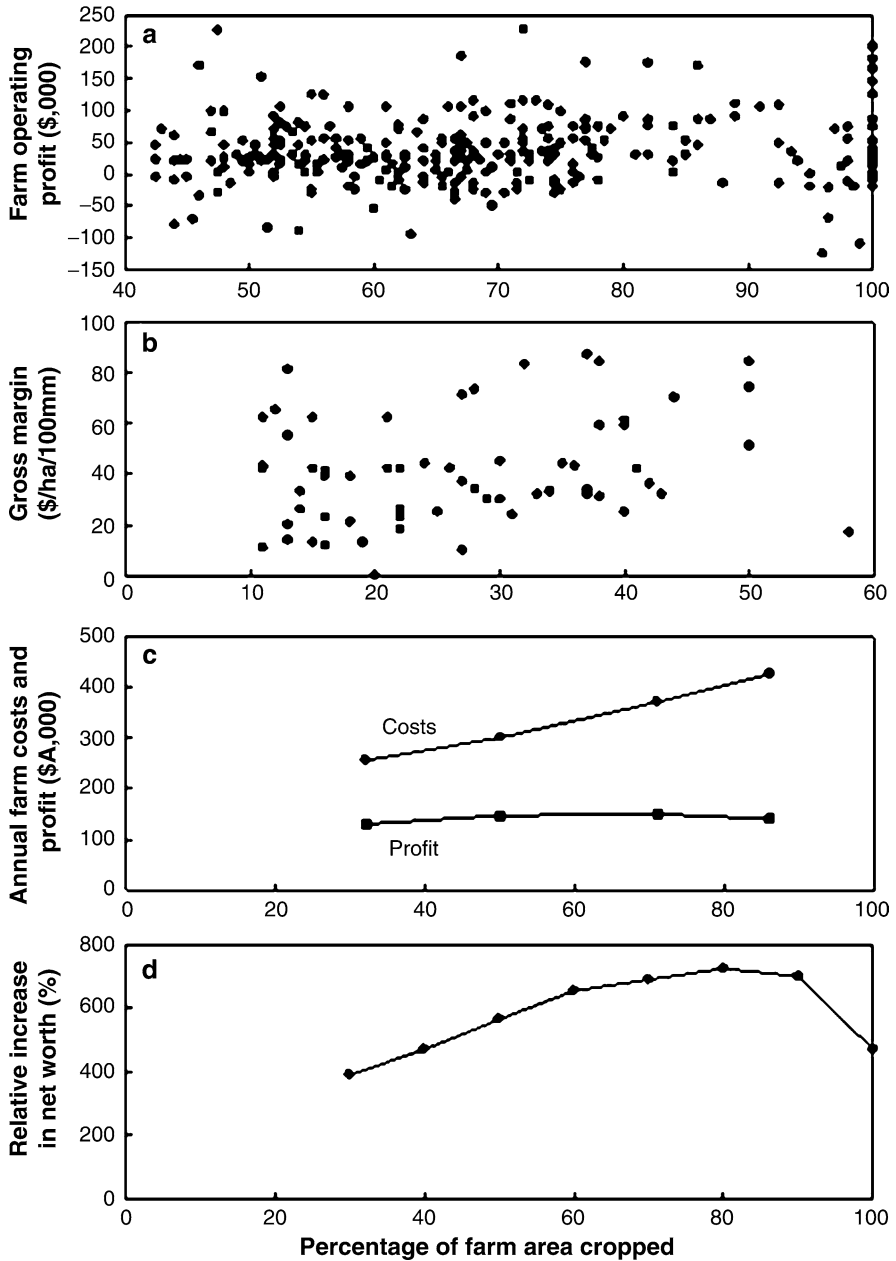 a
Farm operating
profit ($,000)
250
200
150
100
50
0
−50
−100
−150
40 50 60 70 80 90 100
b
Gross margin
($/ha/100mm)
100
80
60
40
20
0
0 10 20 30 40 50 60
c
Annual farm costs and
profit ($A,000)
500
400
300
200
100
0
Costs
Profit
0 20 40 60 80 100
d
Relative increase
in net worth (%)
800
600
400
200
0
0 20 40 60 80 100
Percentage of farm area cropped